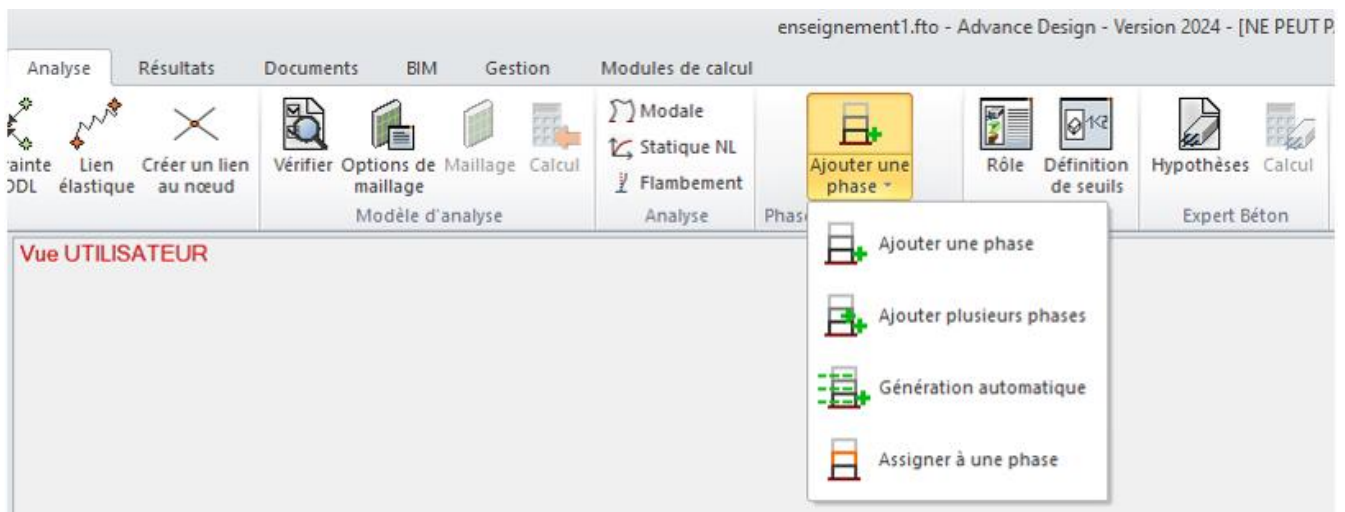 enseignement1.fto - Advance Design - Version 2024 - [NE PEUT P
Analyse Résultats Documents BIM Gestion Modules de calcul
ainte DDL
Lien élastique
Créer un lien au nœud
Vérifier
Options de maillage
Maillage
Calcul
Modale
Statique NL
Flambement
Ajouter une phase
Rôle
Définition de seuils
Hypothèses
Calcul
Modèle d'analyse
Analyse
Phas
Expert Béton
Vue UTILISATEUR
Ajouter une phase
Ajouter plusieurs phases
Génération automatique
Assigner à une phase